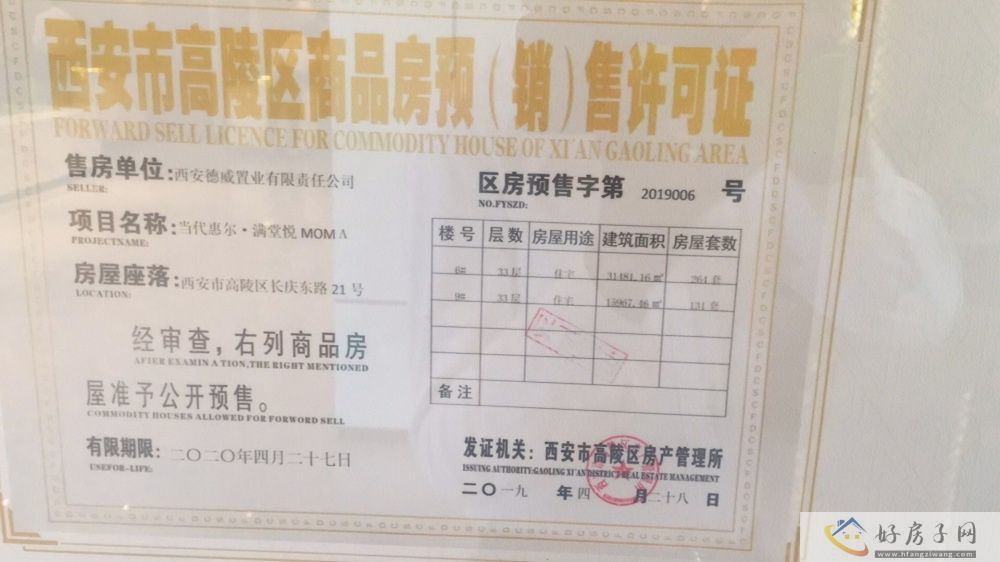 西安市高陵区商品房预（销）售许可证
FORWARD SELL LICENCE FOR COMMODITY HOUSE OF XI'AN GAOLING AREA
售房单位：西安德威置业有限责任公司
SELLER:
区房预售字第 2019006 号
NO.FYSZD:
项目名称：当代惠尔·满堂悦 MOMΛ
PROJECTNAME:
房屋座落：西安市高陵区长庆东路 21 号
LOCATION:
楼号 层数 房屋用途 建筑面积 房屋套数
6# 33层 住宅 31481.16㎡ 264套
9# 33层 住宅 15967.46㎡ 131套
备注
经审查，右列商品房
AFTER EXAMIN A TION,THE RIGHT MENTIONED
屋准予公开预售。
COMMODITY HOUSES ALLOWED FOR FORWORD SELL
有限期限：二〇二〇年四月二十七日
USEFOR-LIFE:
发证机关：西安市高陵区房产管理所
ISSUING AUTHORITY:GAOLING XI'AN DISTRICT REAL ESTATE MANAGEMENT
二〇一九 年四 月二十八 日
好房子网
www.hfangziwang.com